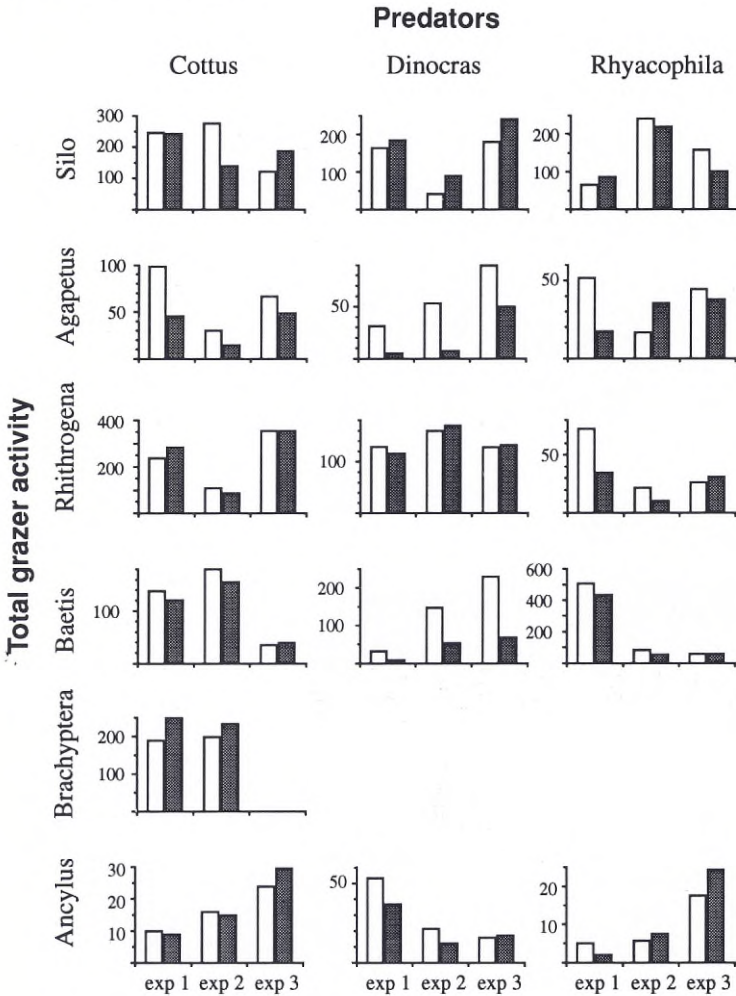 Predators
Cottus Dinocras Rhyacophila
Total grazer activity
Silo
300
200
100
200
100
200
100
Agapetus
100
50
50
50
Rhithrogena
400
200
100
50
Baetis
100
200
100
600
400
200
Brachyptera
200
100
Ancylus
30
20
10
50
20
10
exp 1 exp 2 exp 3 exp 1 exp 2 exp 3 exp 1 exp 2 exp 3